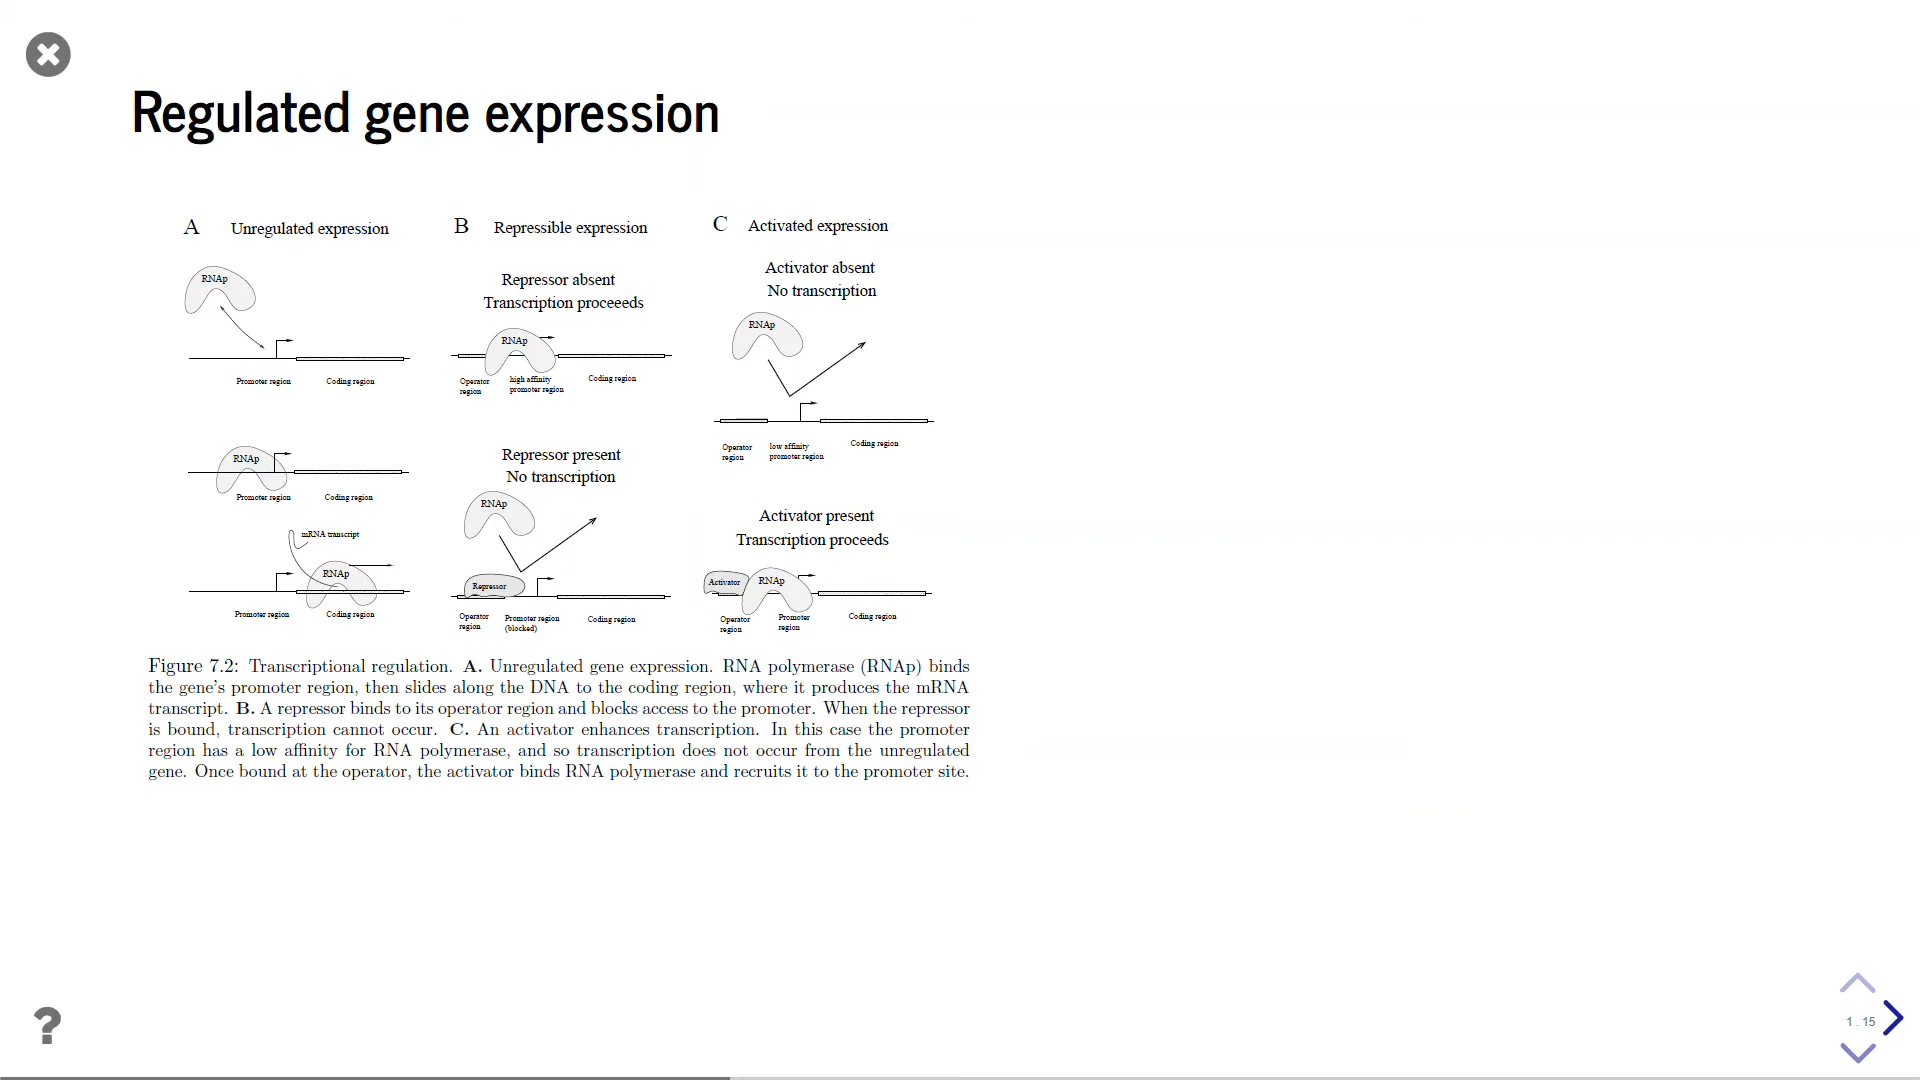 Regulated gene expression
A Unregulated expression
RNAp
Promoter region Coding region
RNAp
Promoter region Coding region
mRNA transcript
RNAp
Promoter region Coding region
B Repressible expression
Repressor absent
Transcription proceeeds
RNAp
Operator
region
high affinity
promoter region
Coding region
Repressor present
No transcription
RNAp
Repressor
Operator
region
Promoter region
(blocked)
Coding region
C Activated expression
Activator absent
No transcription
RNAp
Operator
region
low affinity
promoter region
Coding region
Activator present
Transcription proceeds
Activator RNAp
Operator
region
Promoter
region
Coding region
Figure 7.2: Transcriptional regulation. A. Unregulated gene expression. RNA polymerase (RNAp) binds
the gene's promoter region, then slides along the DNA to the coding region, where it produces the mRNA
transcript. B. A repressor binds to its operator region and blocks access to the promoter. When the repressor
is bound, transcription cannot occur. C. An activator enhances transcription. In this case the promoter
region has a low affinity for RNA polymerase, and so transcription does not occur from the unregulated
gene. Once bound at the operator, the activator binds RNA polymerase and recruits it to the promoter site.
?
1 . 15